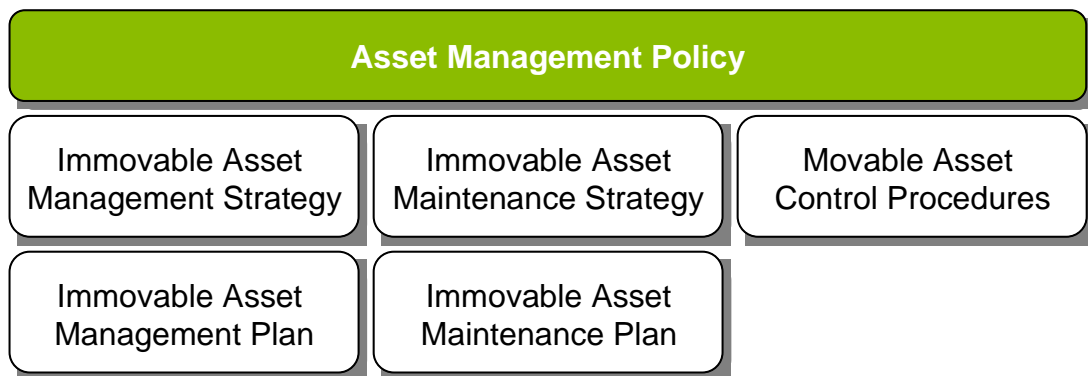 Asset Management Policy
Immovable Asset
Management Strategy
Immovable Asset
Maintenance Strategy
Movable Asset
Control Procedures
Immovable Asset
Management Plan
Immovable Asset
Maintenance Plan